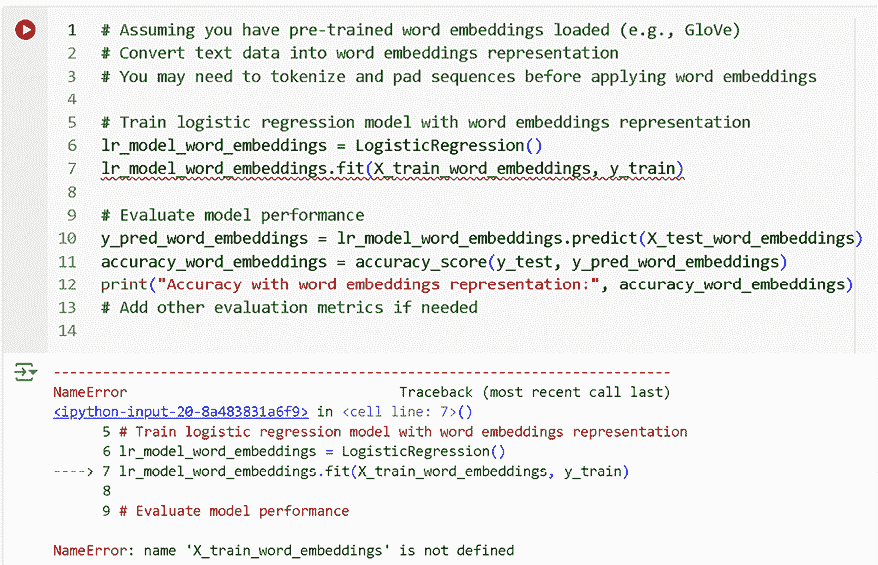 1 # Assuming you have pre-trained word embeddings loaded (e.g., GloVe)
2 # Convert text data into word embeddings representation
3 # You may need to tokenize and pad sequences before applying word embeddings
4
5 # Train logistic regression model with word embeddings representation
6 lr_model_word_embeddings = LogisticRegression()
7 lr_model_word_embeddings.fit(X_train_word_embeddings, y_train)
8
9 # Evaluate model performance
10 y_pred_word_embeddings = lr_model_word_embeddings.predict(X_test_word_embeddings)
11 accuracy_word_embeddings = accuracy_score(y_test, y_pred_word_embeddings)
12 print("Accuracy with word embeddings representation:", accuracy_word_embeddings)
13 # Add other evaluation metrics if needed
14
---------------------------------------------------------------------------
NameError Traceback (most recent call last)
<ipython-input-20-8a483831a6f9> in <cell line: 7>()
5 # Train logistic regression model with word embeddings representation
6 lr_model_word_embeddings = LogisticRegression()
----> 7 lr_model_word_embeddings.fit(X_train_word_embeddings, y_train)
8
9 # Evaluate model performance
NameError: name 'X_train_word_embeddings' is not defined